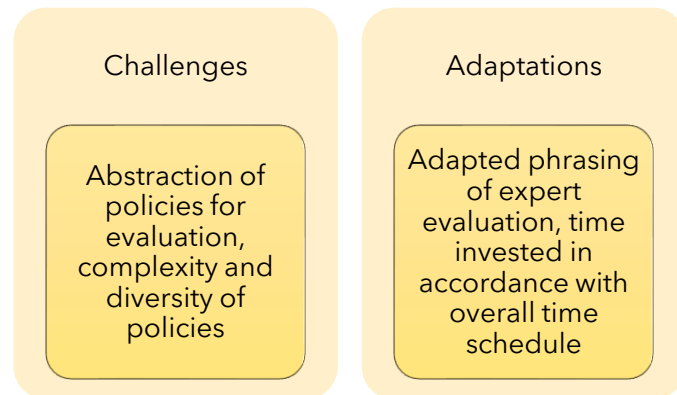 Challenges
Abstraction of
policies for
evaluation,
complexity and
diversity of
policies
Adaptations
Adapted phrasing
of expert
evaluation, time
invested in
accordance with
overall time
schedule